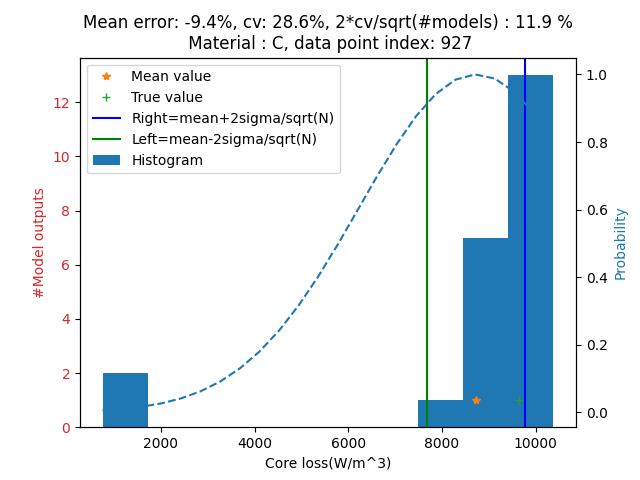 Mean error: -9.4%, cv: 28.6%, 2*cv/sqrt(#models) : 11.9 %
Material : C, data point index: 927
Mean value
True value
Right=mean+2sigma/sqrt(N)
Left=mean-2sigma/sqrt(N)
Histogram
#Model outputs
12
10
8
6
4
2
0
1.0
0.8
0.6
0.4
0.2
0.0
Probability
2000 4000 6000 8000 10000
Core loss(W/m^3)